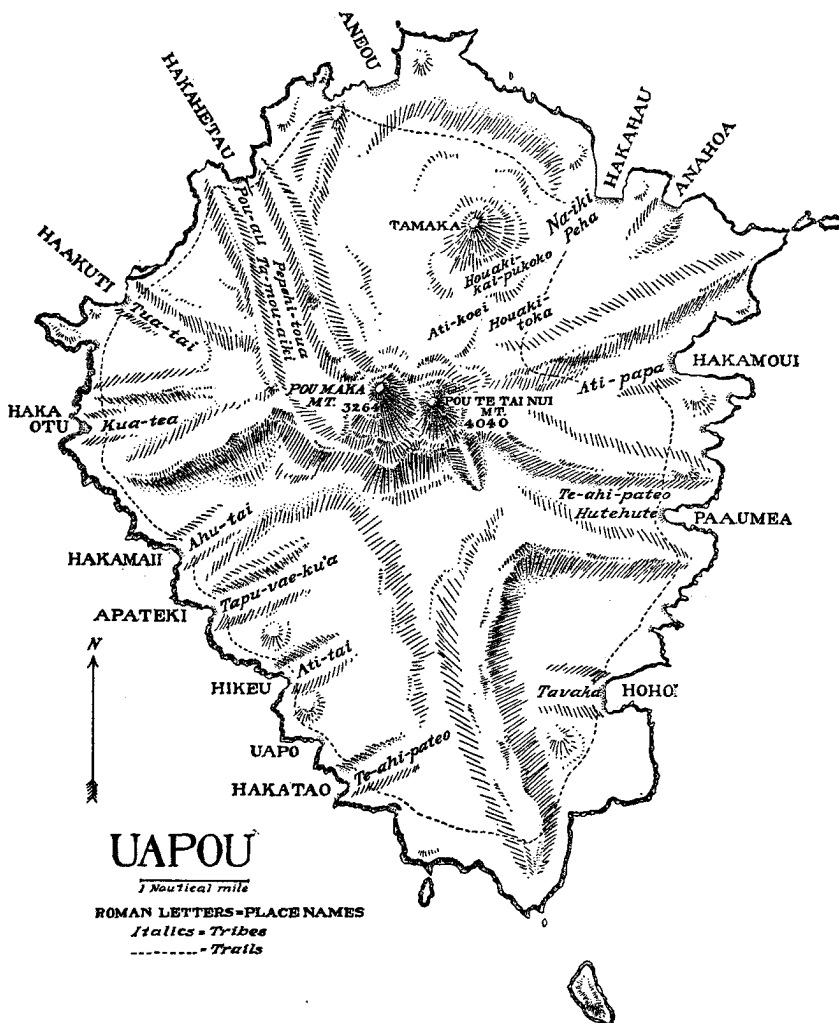 ANEOU
HAKAHETAU
HAKAHAU
ANAHOA
HAAKUTI
Pou-au
Ta-mou-aiki
Pepehi-toua
TAMAKA
Na-iki
Peha
Houaki-
kai-pukoko
Ati-koei
Houaki-
toka
Tua-tai
HAKAMOUI
Ati-papa
POU MAKA
MT. 3264
POU TE TAI NUI
MT.
4040
HAKA
OTU
Kua-tea
Te-ahi-pateo
Hutehute
PAAUMEA
Ahu-tai
HAKAMAII
Tapu-vae-ku'a
APATEKI
N
Ati-tai
HIKEU
Tavaha
HOHOI
UAPO
Te-ahi-pateo
HAKATAO
UAPOU
1 Nautical mile
ROMAN LETTERS=PLACE NAMES
Italics = Tribes
--------- = Trails